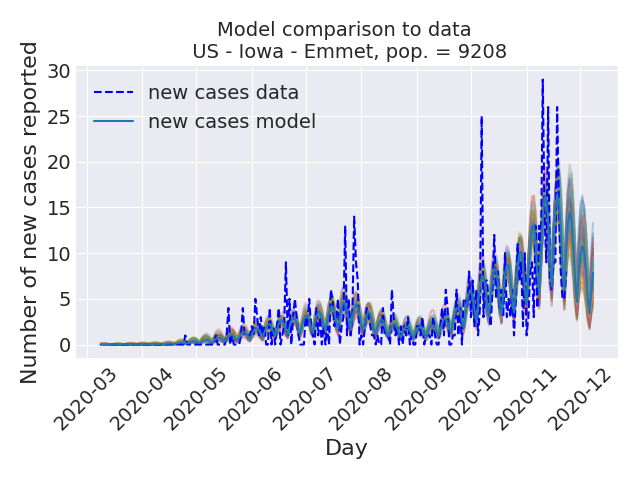 Model comparison to data
US - Iowa - Emmet, pop. = 9208
Number of new cases reported
30
25
20
15
10
5
0
new cases data
new cases model
2020-03
2020-04
2020-05
2020-06
2020-07
2020-08
2020-09
2020-10
2020-11
2020-12
Day